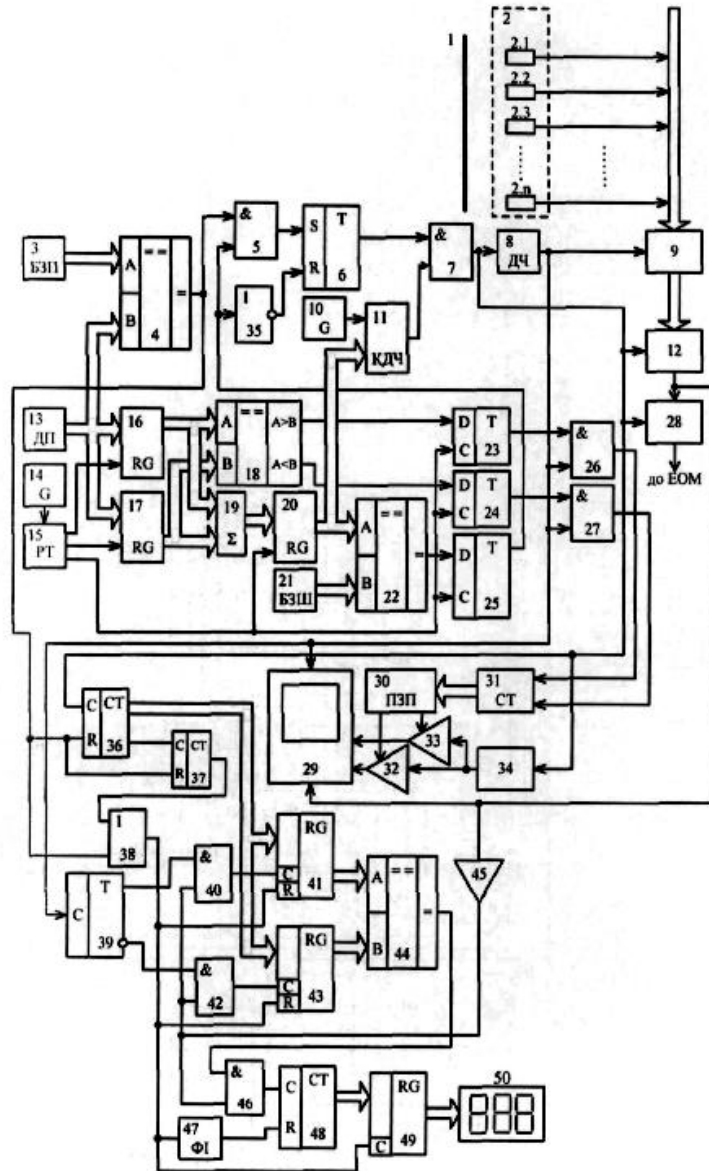 1
2
2.1
2.2
2.3
2.n
3
БЗП
A
B
==
=
4
&
5
S
R
T
6
&
7
8
ДЧ
9
1
35
10
G
11
КДЧ
12
28
до ЕОМ
13
ДП
14
G
15
РТ
16
RG
17
RG
A
B
==
A>B
A<B
18
19
Σ
20
RG
21
БЗШ
A
B
==
=
22
D
C
T
23
D
C
T
24
D
C
T
25
&
26
&
27
29
30
ПЗП
31
СТ
32
33
34
C
R
СТ
36
C
R
СТ
37
1
38
C
T
39
&
40
RG
C
R
41
&
42
RG
C
R
43
A
B
==
=
44
45
&
46
47
ФІ
C
R
СТ
48
RG
C
49
50